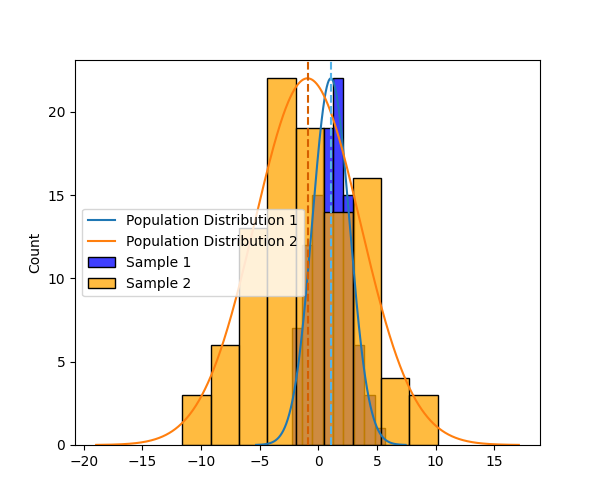 20
15
10
5
0
Count
Population Distribution 1
Population Distribution 2
Sample 1
Sample 2
−20 −15 −10 −5 0 5 10 15